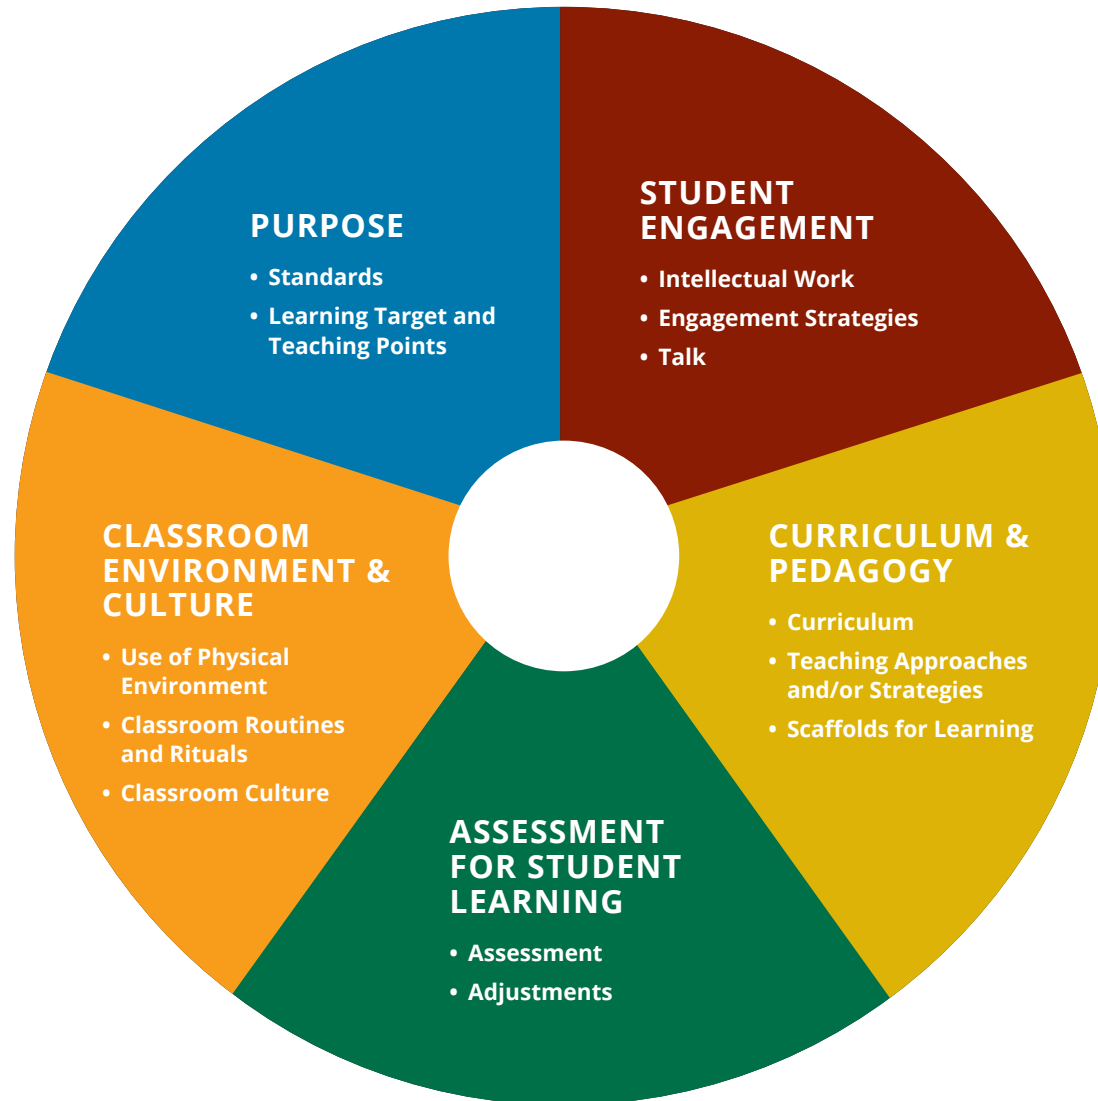 PURPOSE
• Standards
• Learning Target and
Teaching Points
STUDENT
ENGAGEMENT
• Intellectual Work
• Engagement Strategies
• Talk
CURRICULUM &
PEDAGOGY
• Curriculum
• Teaching Approaches
and/or Strategies
• Scaffolds for Learning
ASSESSMENT
FOR STUDENT
LEARNING
• Assessment
• Adjustments
CLASSROOM
ENVIRONMENT &
CULTURE
• Use of Physical
Environment
• Classroom Routines
and Rituals
• Classroom Culture